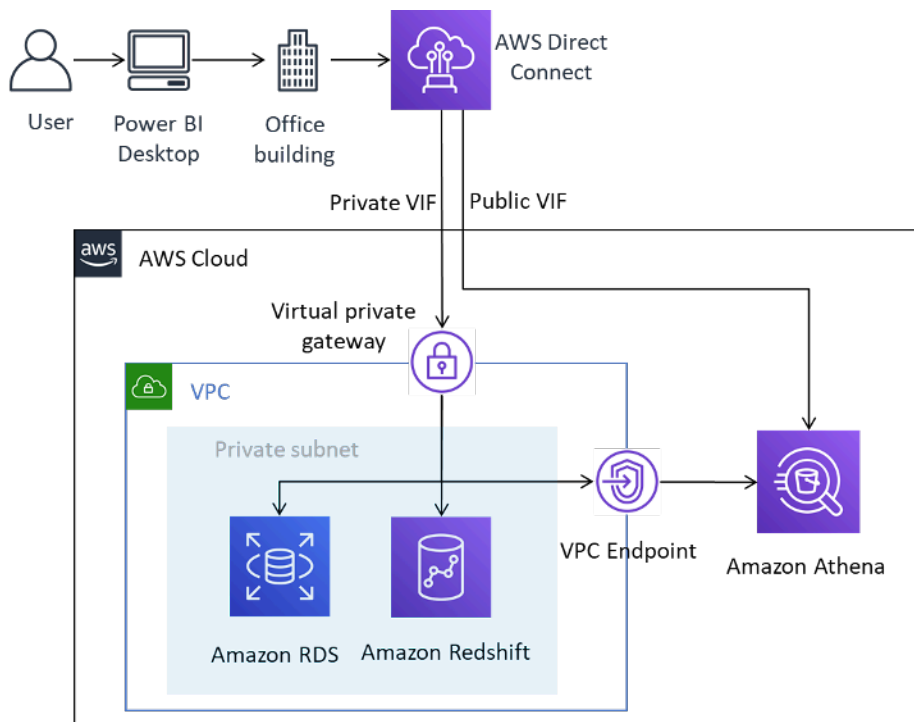 AWS Direct
Connect
User
Power BI
Desktop
Office
building
Private VIF
Public VIF
aws
AWS Cloud
Virtual private
gateway
VPC
Private subnet
VPC Endpoint
Amazon Athena
Amazon RDS
Amazon Redshift